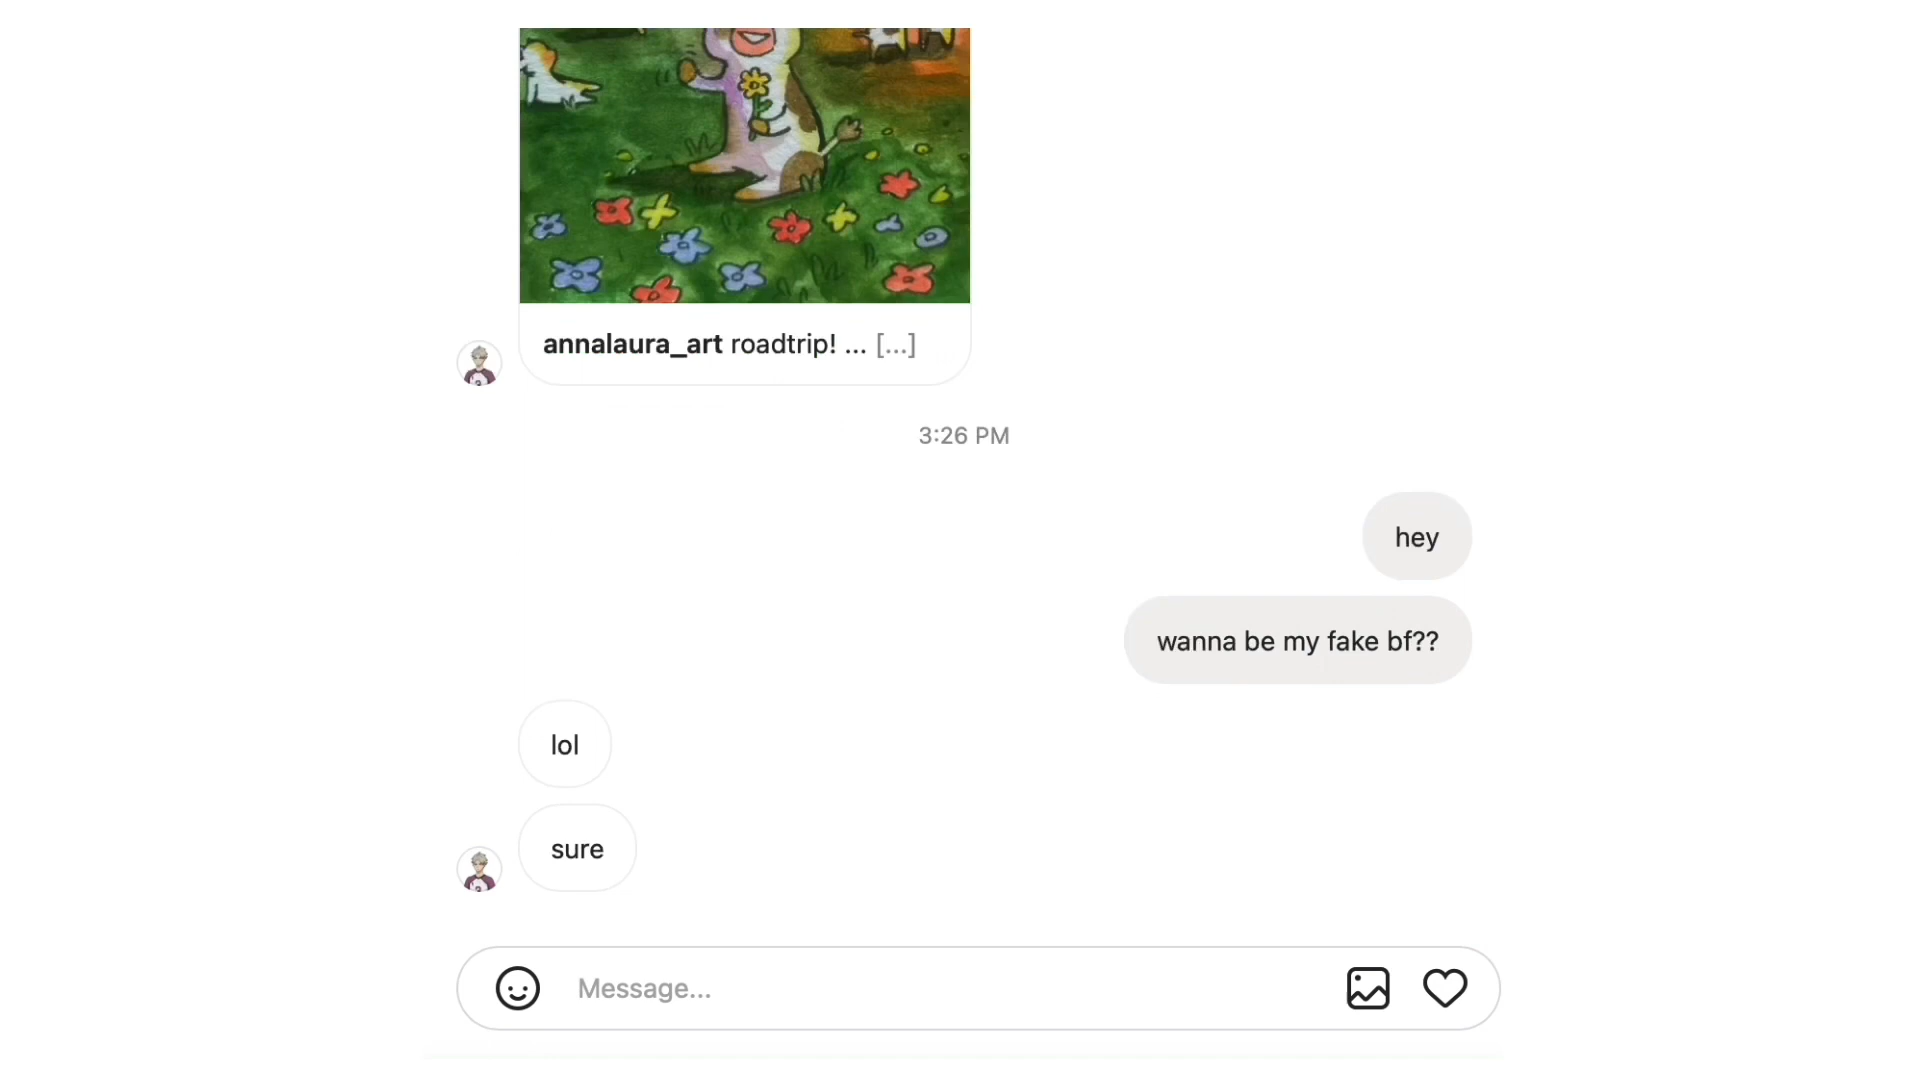 annalaura_art roadtrip! ... [...]
3:26 PM
hey
wanna be my fake bf??
lol
sure
Message...